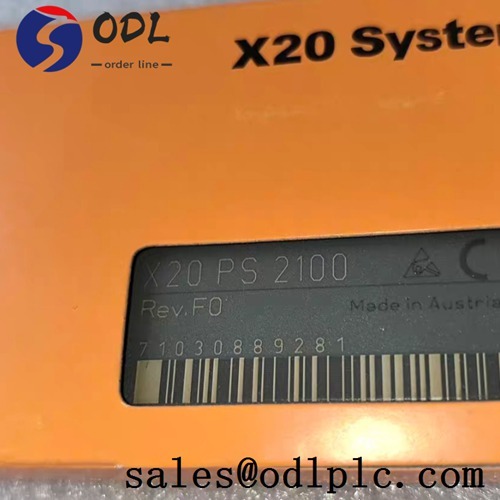 ODL
order line
X20 Syste
X20 PS 2100
Rev.F0
Made in Austria
71030889281
sales@odlplc.com